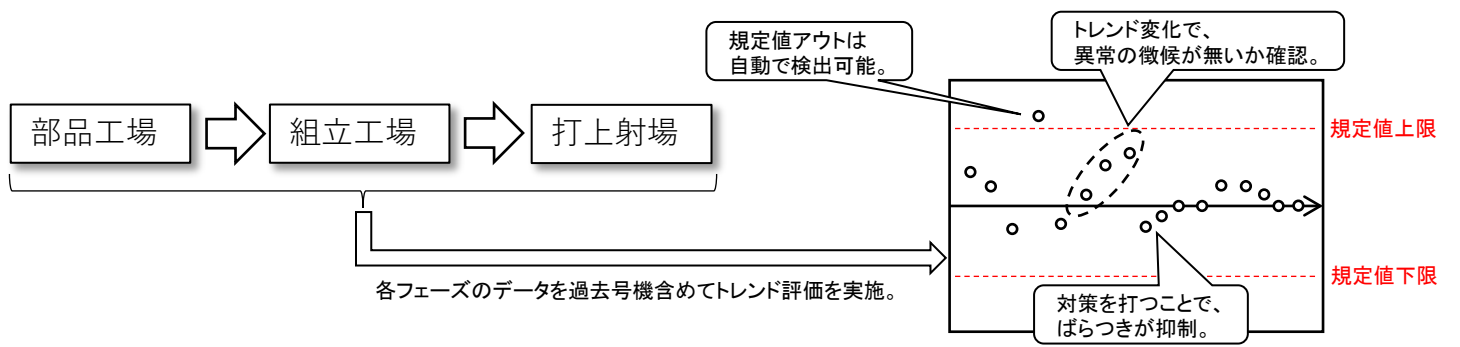 部品工場
組立工場
打上射場
各フェーズのデータを過去号機含めてトレンド評価を実施。
規定値アウトは
自動で検出可能。
トレンド変化で、
異常の徴候が無いか確認。
規定値上限
規定値下限
対策を打つことで、
ばらつきが抑制。